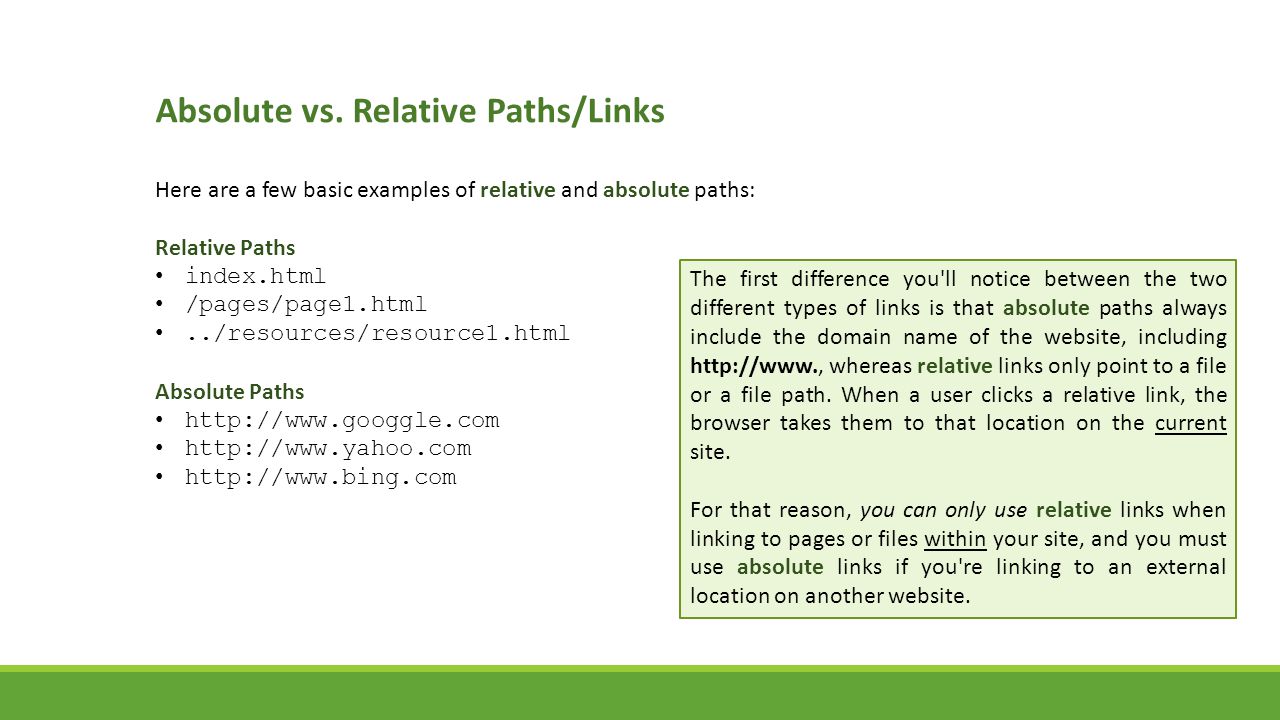 Absolute vs. Relative Paths/Links
Here are a few basic examples of relative and absolute paths:
Relative Paths
• index.html
• /pages/page1.html
• ../resources/resource1.html
Absolute Paths
• http://www.googgle.com
• http://www.yahoo.com
• http://www.bing.com
The first difference you'll notice between the two
different types of links is that absolute paths always
include the domain name of the website, including
http://www., whereas relative links only point to a file
or a file path. When a user clicks a relative link, the
browser takes them to that location on the current
site.
For that reason, you can only use relative links when
linking to pages or files within your site, and you must
use absolute links if you're linking to an external
location on another website.